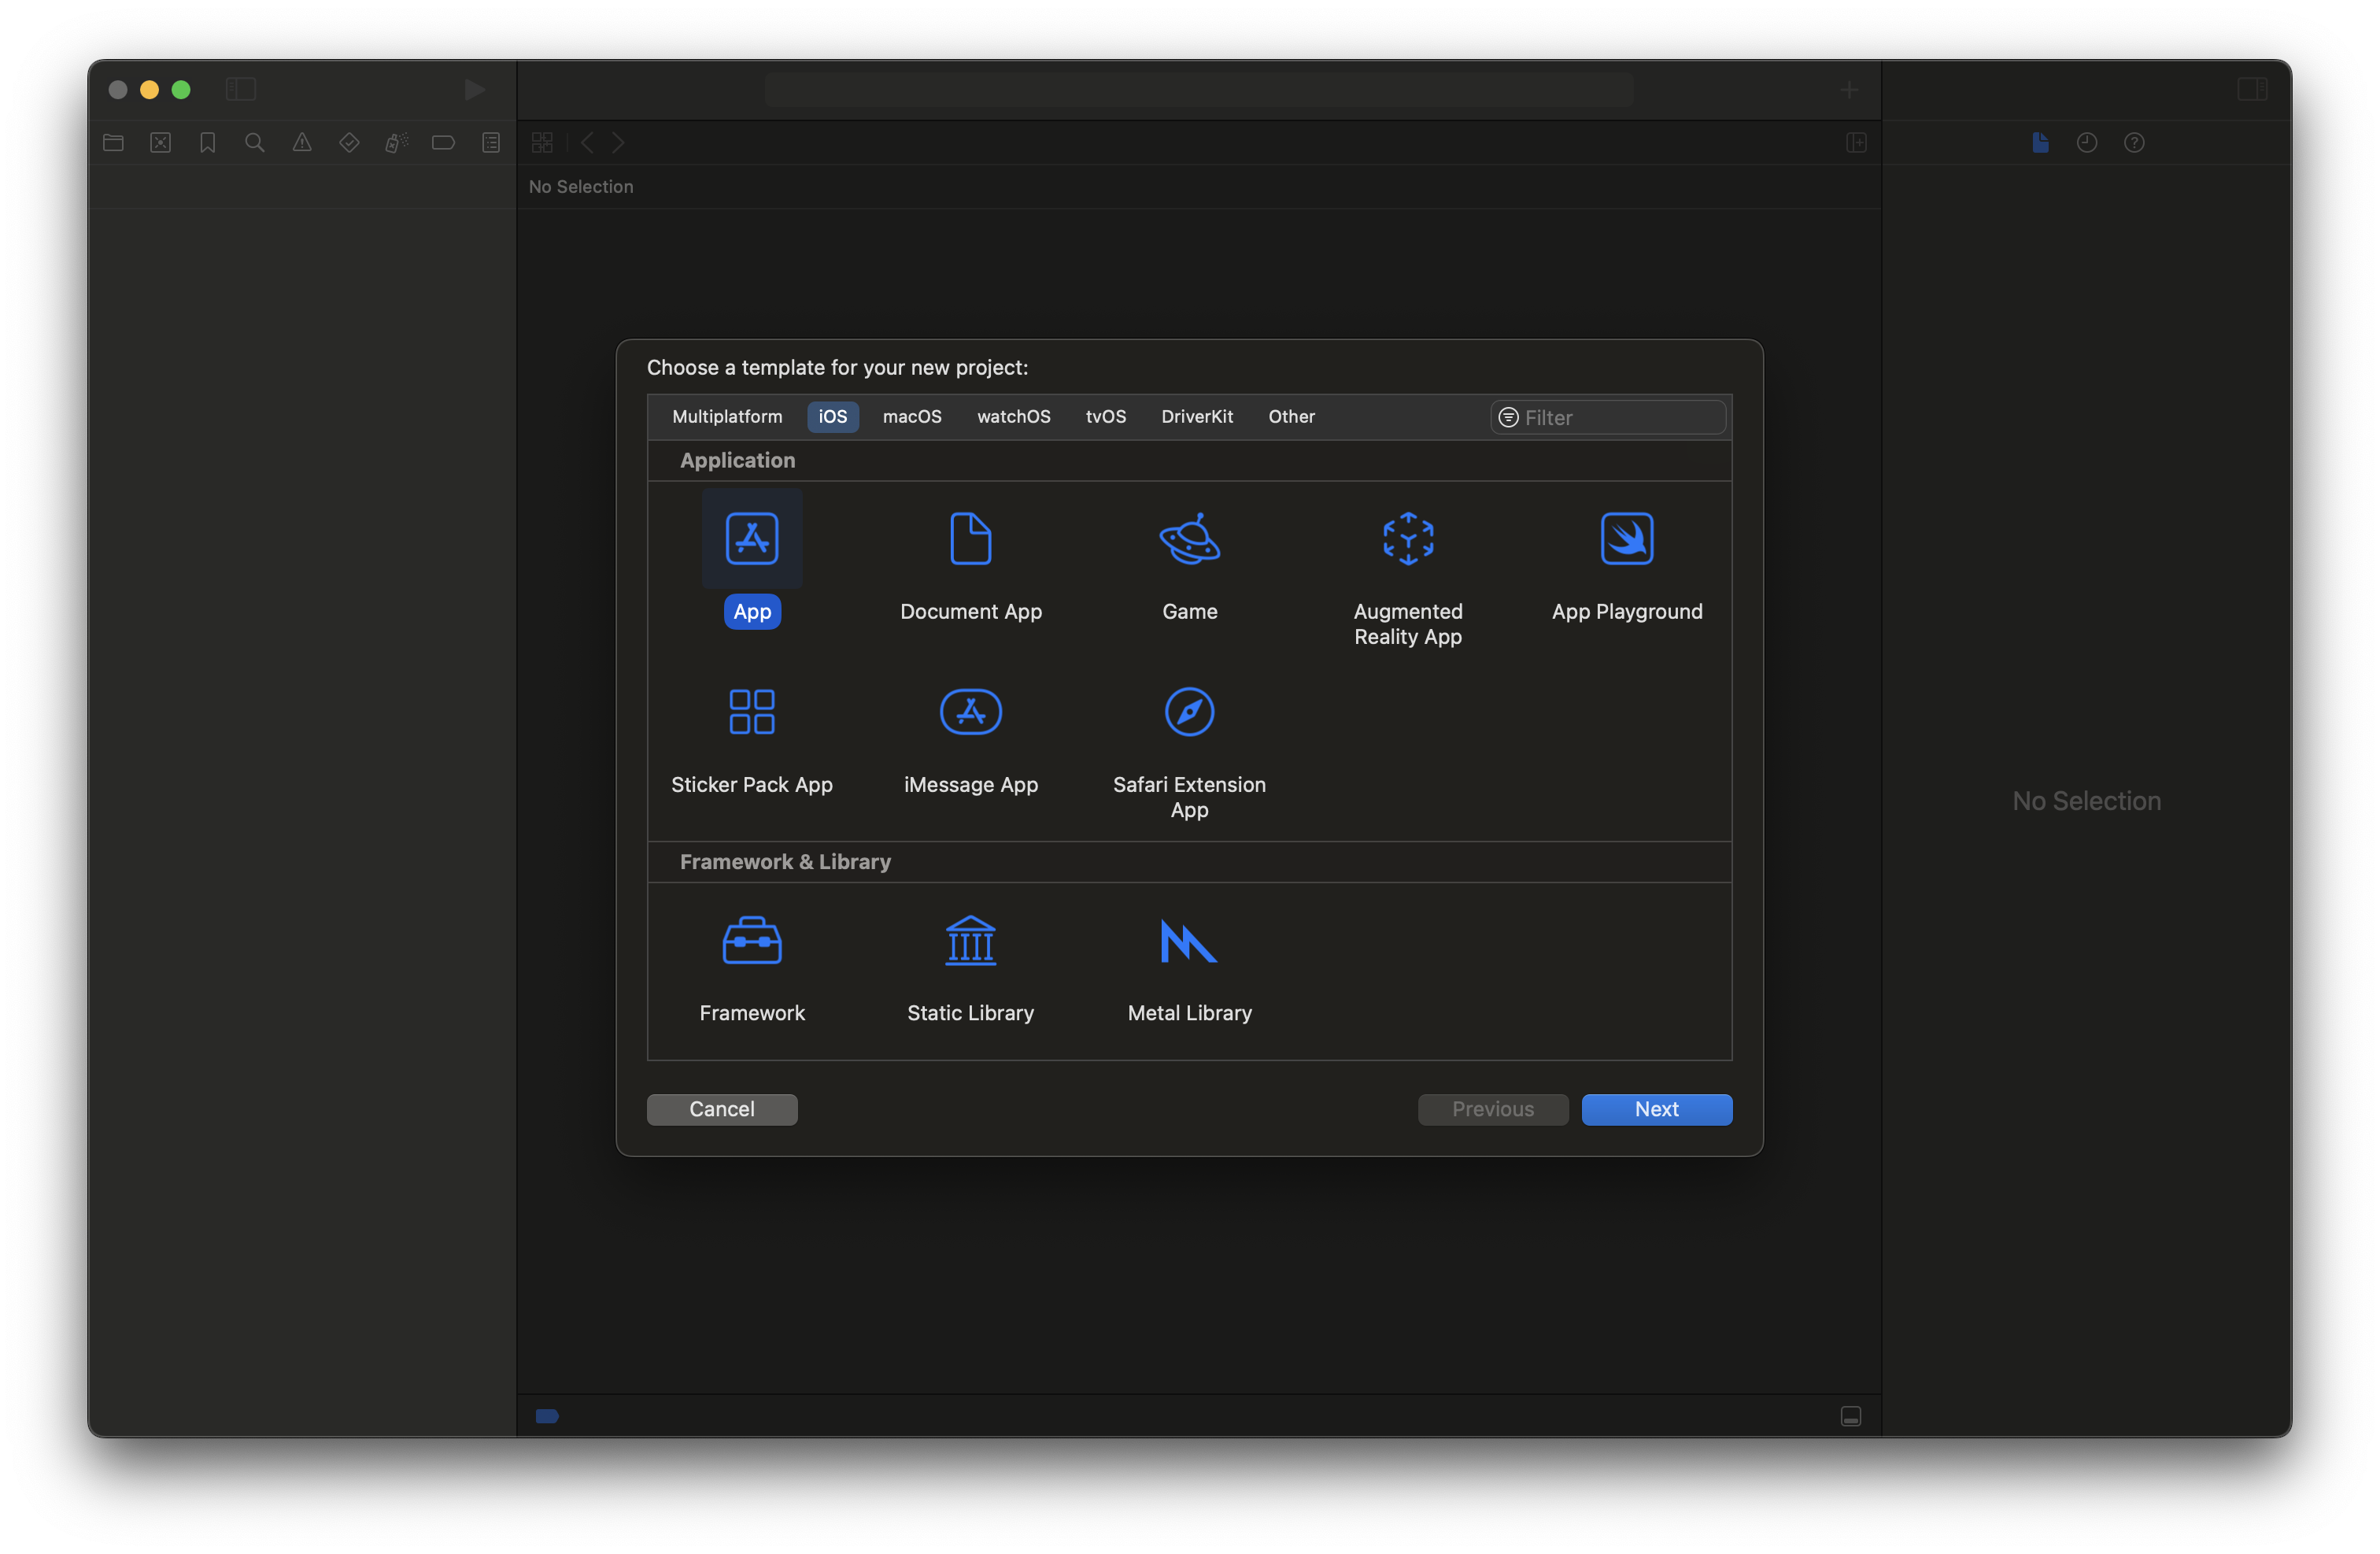 No Selection
Choose a template for your new project:
Multiplatform iOS macOS watchOS tvOS DriverKit Other Filter
Application
App Document App Game Augmented Reality App App Playground
Sticker Pack App iMessage App Safari Extension App
Framework & Library
Framework Static Library Metal Library
Cancel Previous Next
No Selection